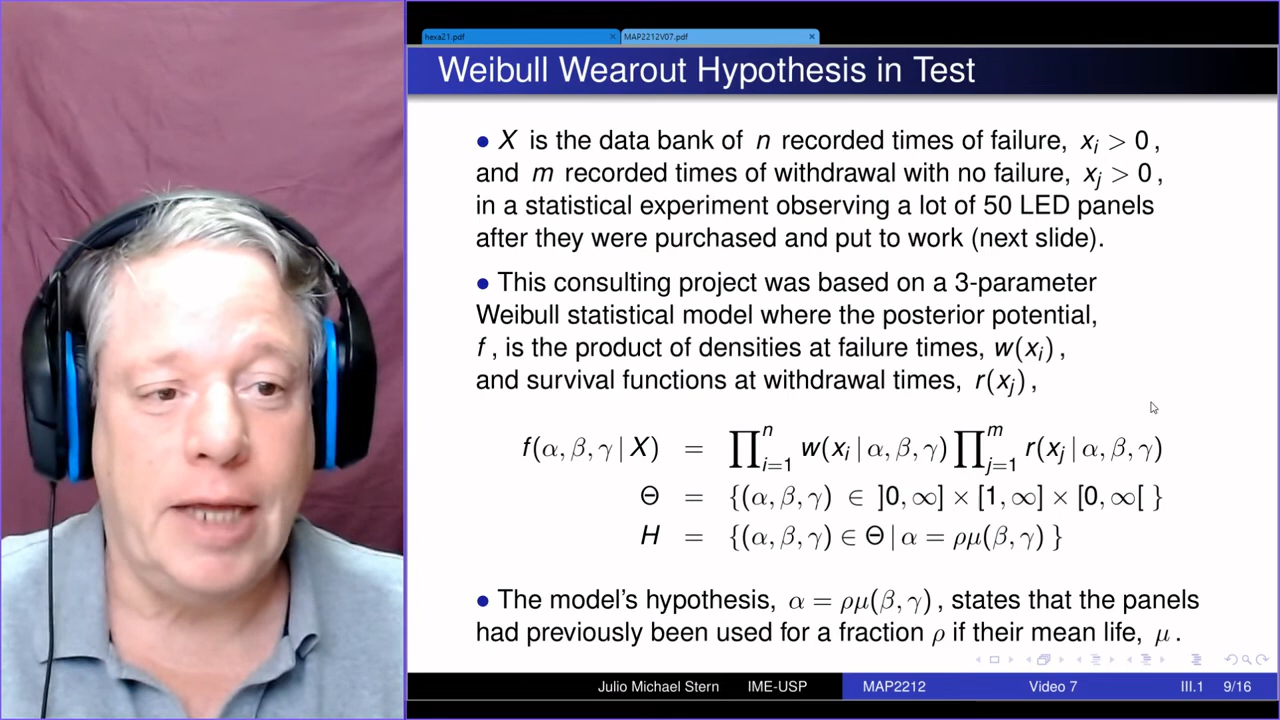 hexa21.pdf × MAP2212V07.pdf ×
Weibull Wearout Hypothesis in Test
• X is the data bank of n recorded times of failure, xᵢ > 0 ,
and m recorded times of withdrawal with no failure, xⱼ > 0 ,
in a statistical experiment observing a lot of 50 LED panels
after they were purchased and put to work (next slide).
• This consulting project was based on a 3-parameter
Weibull statistical model where the posterior potential,
f , is the product of densities at failure times, w(xᵢ) ,
and survival functions at withdrawal times, r(xⱼ) ,
f(α, β, γ | X) = ∏ⁿᵢ₌₁ w(xᵢ | α, β, γ) ∏ᵐⱼ₌₁ r(xⱼ | α, β, γ)
Θ = {(α, β, γ) ∈ ]0, ∞] × [1, ∞] × [0, ∞[ }
H = {(α, β, γ) ∈ Θ | α = ρμ(β, γ) }
• The model's hypothesis, α = ρμ(β, γ) , states that the panels
had previously been used for a fraction ρ if their mean life, μ .
Julio Michael Stern IME-USP MAP2212 Video 7 III.1 9/16